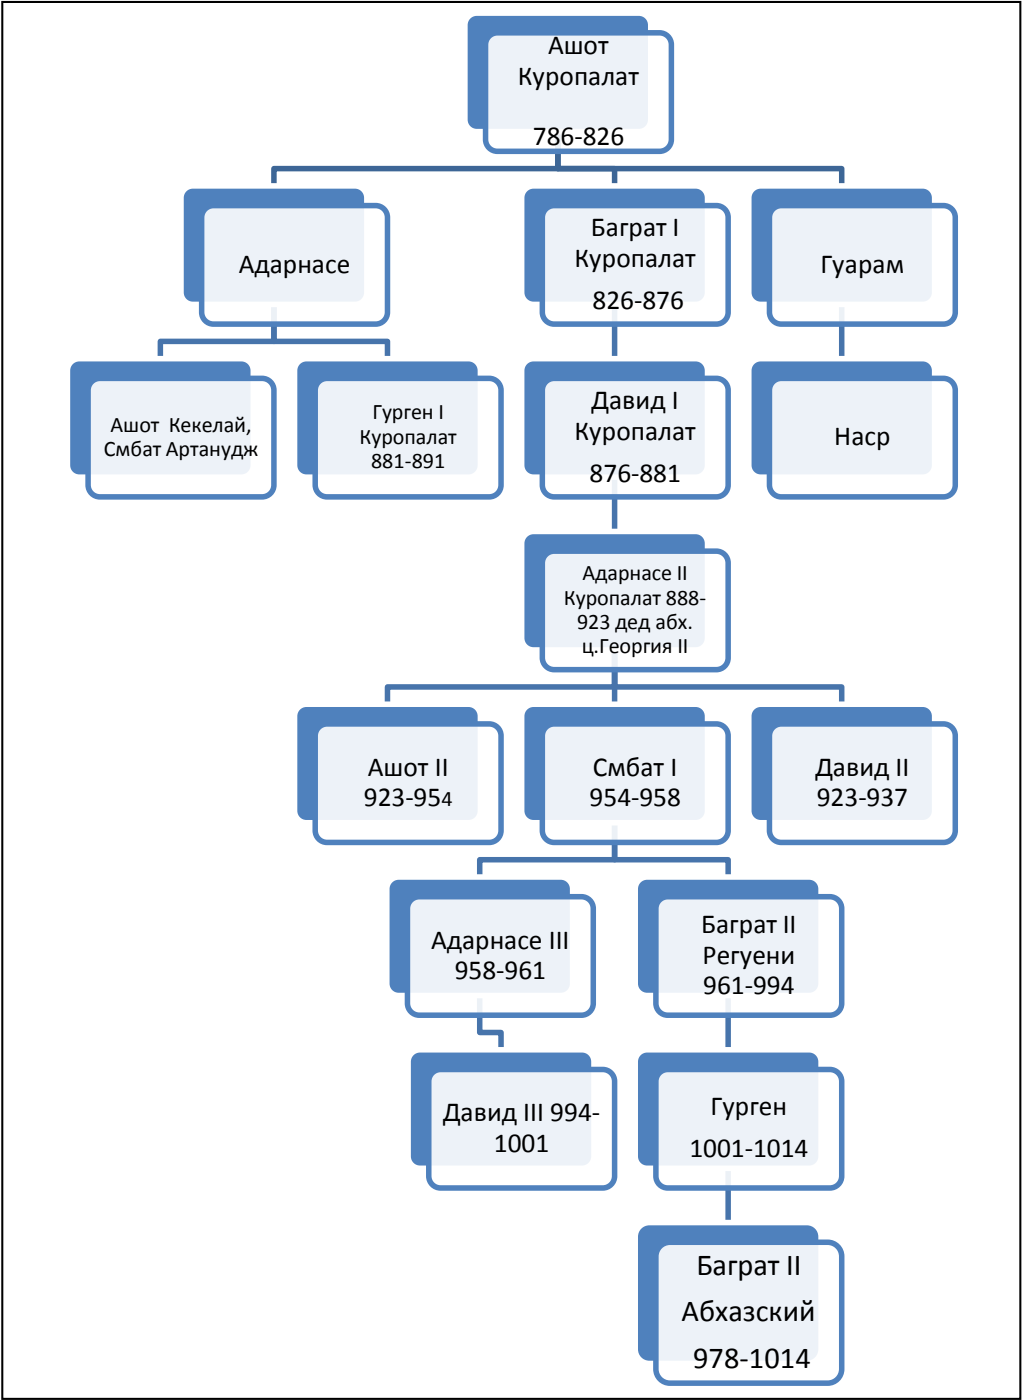 Ашот
Куропалат
786-826
Адарнасе
Баграт I
Куропалат
826-876
Гуарам
Ашот Кекелай,
Смбат Артанудж
Гурген I
Куропалат
881-891
Давид I
Куропалат
876-881
Наср
Адарнасе II
Куропалат 888-
923 дед абх.
ц.Георгия II
Ашот II
923-954
Смбат I
954-958
Давид II
923-937
Адарнасе III
958-961
Баграт II
Регуени
961-994
Давид III 994-
1001
Гурген
1001-1014
Баграт II
Абхазский
978-1014